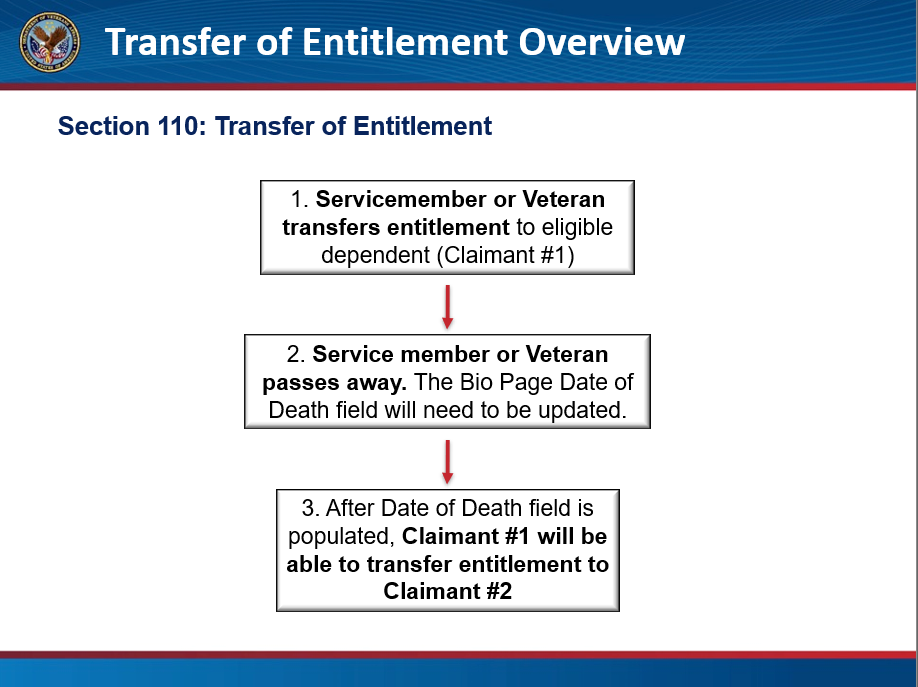 Transfer of Entitlement Overview
Section 110: Transfer of Entitlement
1. Servicemember or Veteran
transfers entitlement to eligible
dependent (Claimant #1)
2. Service member or Veteran
passes away. The Bio Page Date of
Death field will need to be updated.
3. After Date of Death field is
populated, Claimant #1 will be
able to transfer entitlement to
Claimant #2